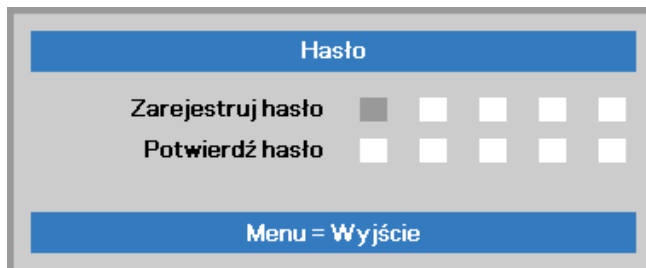 Hasło
Zarejestruj hasło
Potwierdź hasło
Menu = Wyjście